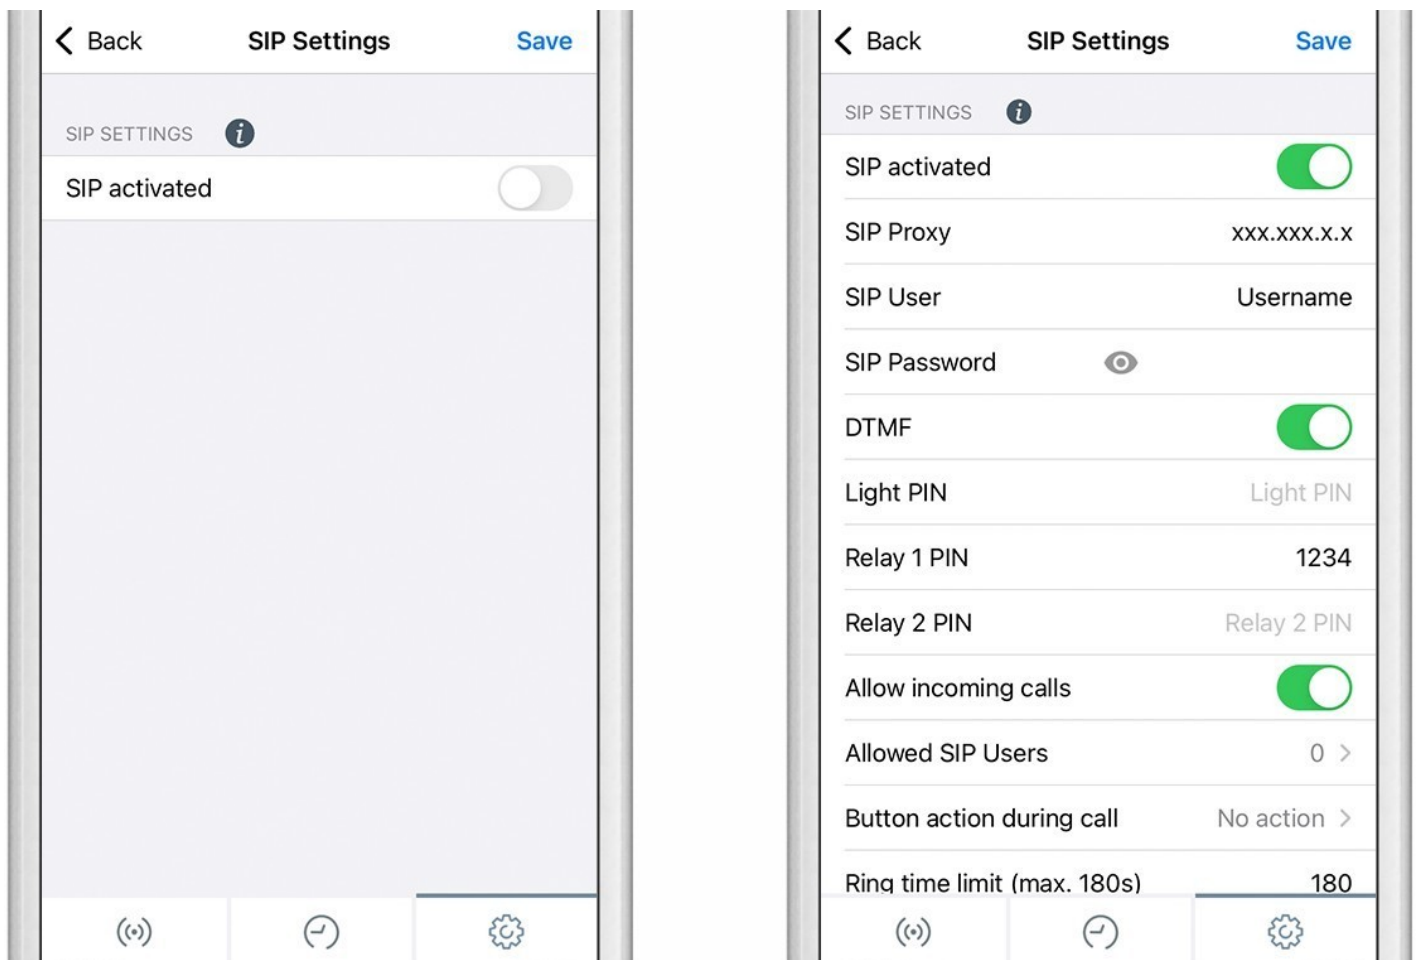 Back SIP Settings Save
SIP SETTINGS i
SIP activated
Back SIP Settings Save
SIP SETTINGS i
SIP activated
SIP Proxy xxx.xxx.x.x
SIP User Username
SIP Password
DTMF
Light PIN Light PIN
Relay 1 PIN 1234
Relay 2 PIN Relay 2 PIN
Allow incoming calls
Allowed SIP Users 0
Button action during call No action
Ring time limit (max. 180s) 180